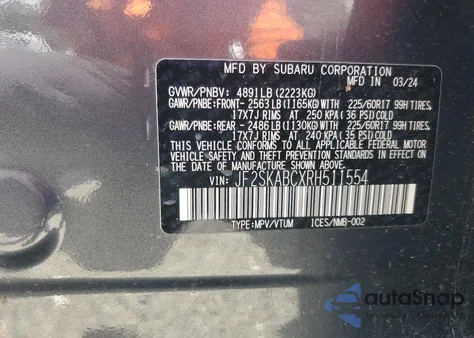 MFD BY SUBARU CORPORATION
MADE IN 03/24
GVWR/PNBV: 4891LB (2223KG)
GAWR/PNBE:FRONT- 2563LB (1165KG)WITH 225/60R17 99H TIRES,
17X7J RIMS AT 250 KPA (36 PSI)COLD
GAWR/PNBE:REAR - 2486LB (1130KG)WITH 225/60R17 99H TIRES,
17X7J RIMS AT 240 KPA (35 PSI)COLD
THIS VEHICLE CONFORMS TO ALL APPLICABLE
FEDERAL MOTOR VEHICLE SAFETY, BUMPER, AND
THEFT PREVENTION STANDARDS IN EFFECT ON
THE DATE OF MANUFACTURE SHOWN ABOVE.
VIN: JF2SKABCXRH511554
TYPE:MPV/VTUM ICES/NMB-002
autoSnap